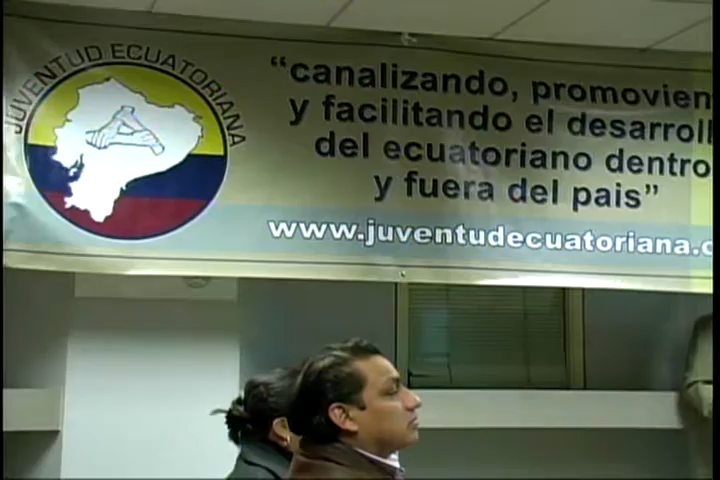 JUVENTUD ECUATORIANA
“canalizando, promovien
y facilitando el desarroll
del ecuatoriano dentro
y fuera del pais”
www.juventudecuatoriana.c